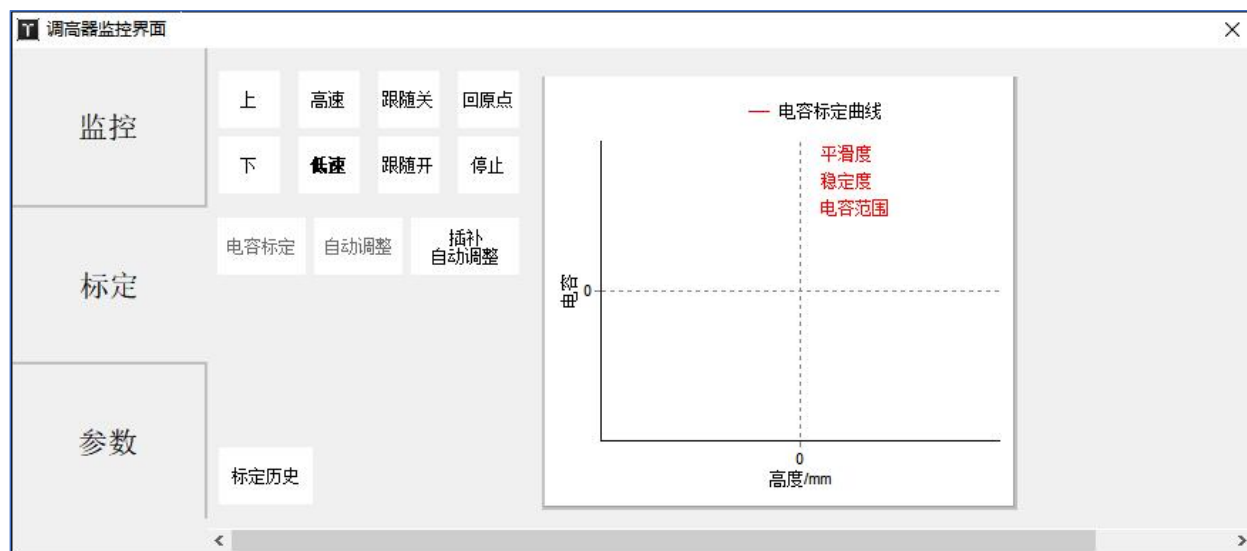 调高器监控界面
监控
标定
参数
上
高速
跟随关
回原点
下
低速
跟随开
停止
电容标定
自动调整
插补
自动调整
标定历史
电容标定曲线
平滑度
稳定度
电容范围
电容
0
0
高度/mm